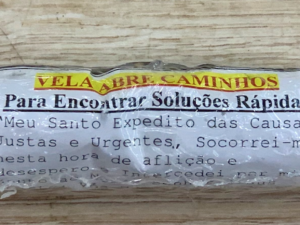 VELA ABRE CAMINHOS
Para Encontrar Soluções Rápida
"Meu Santo Expedito das Causa
Justas e Urgentes, Socorrei-m
nesta hora de aflição e
desespero Intercedei por m